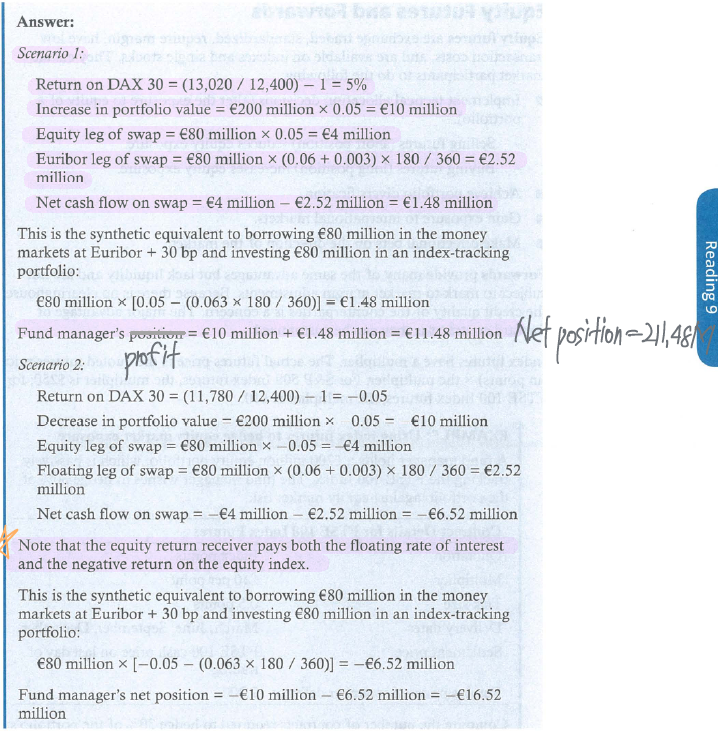 Answer:
Scenario 1:
Return on DAX 30 = (13,020 / 12,400) – 1 = 5%
Increase in portfolio value = €200 million × 0.05 = €10 million
Equity leg of swap = €80 million × 0.05 = €4 million
Euribor leg of swap = €80 million × (0.06 + 0.003) × 180 / 360 = €2.52
million
Net cash flow on swap = €4 million – €2.52 million = €1.48 million
This is the synthetic equivalent to borrowing €80 million in the money
markets at Euribor + 30 bp and investing €80 million in an index-tracking
portfolio:
€80 million × [0.05 – (0.063 × 180 / 360)] = €1.48 million
Fund manager's position = €10 million + €1.48 million = €11.48 million Net position = 211,48M
profit
Scenario 2:
Return on DAX 30 = (11,780 / 12,400) – 1 = –0.05
Decrease in portfolio value = €200 million × 0.05 = €10 million
Equity leg of swap = €80 million × –0.05 = –€4 million
Floating leg of swap = €80 million × (0.06 + 0.003) × 180 / 360 = €2.52
million
Net cash flow on swap = –€4 million – €2.52 million = –€6.52 million
Note that the equity return receiver pays both the floating rate of interest
and the negative return on the equity index.
This is the synthetic equivalent to borrowing €80 million in the money
markets at Euribor + 30 bp and investing €80 million in an index-tracking
portfolio:
€80 million × [–0.05 – (0.063 × 180 / 360)] = –€6.52 million
Fund manager's net position = –€10 million – €6.52 million = –€16.52
million
Reading 9